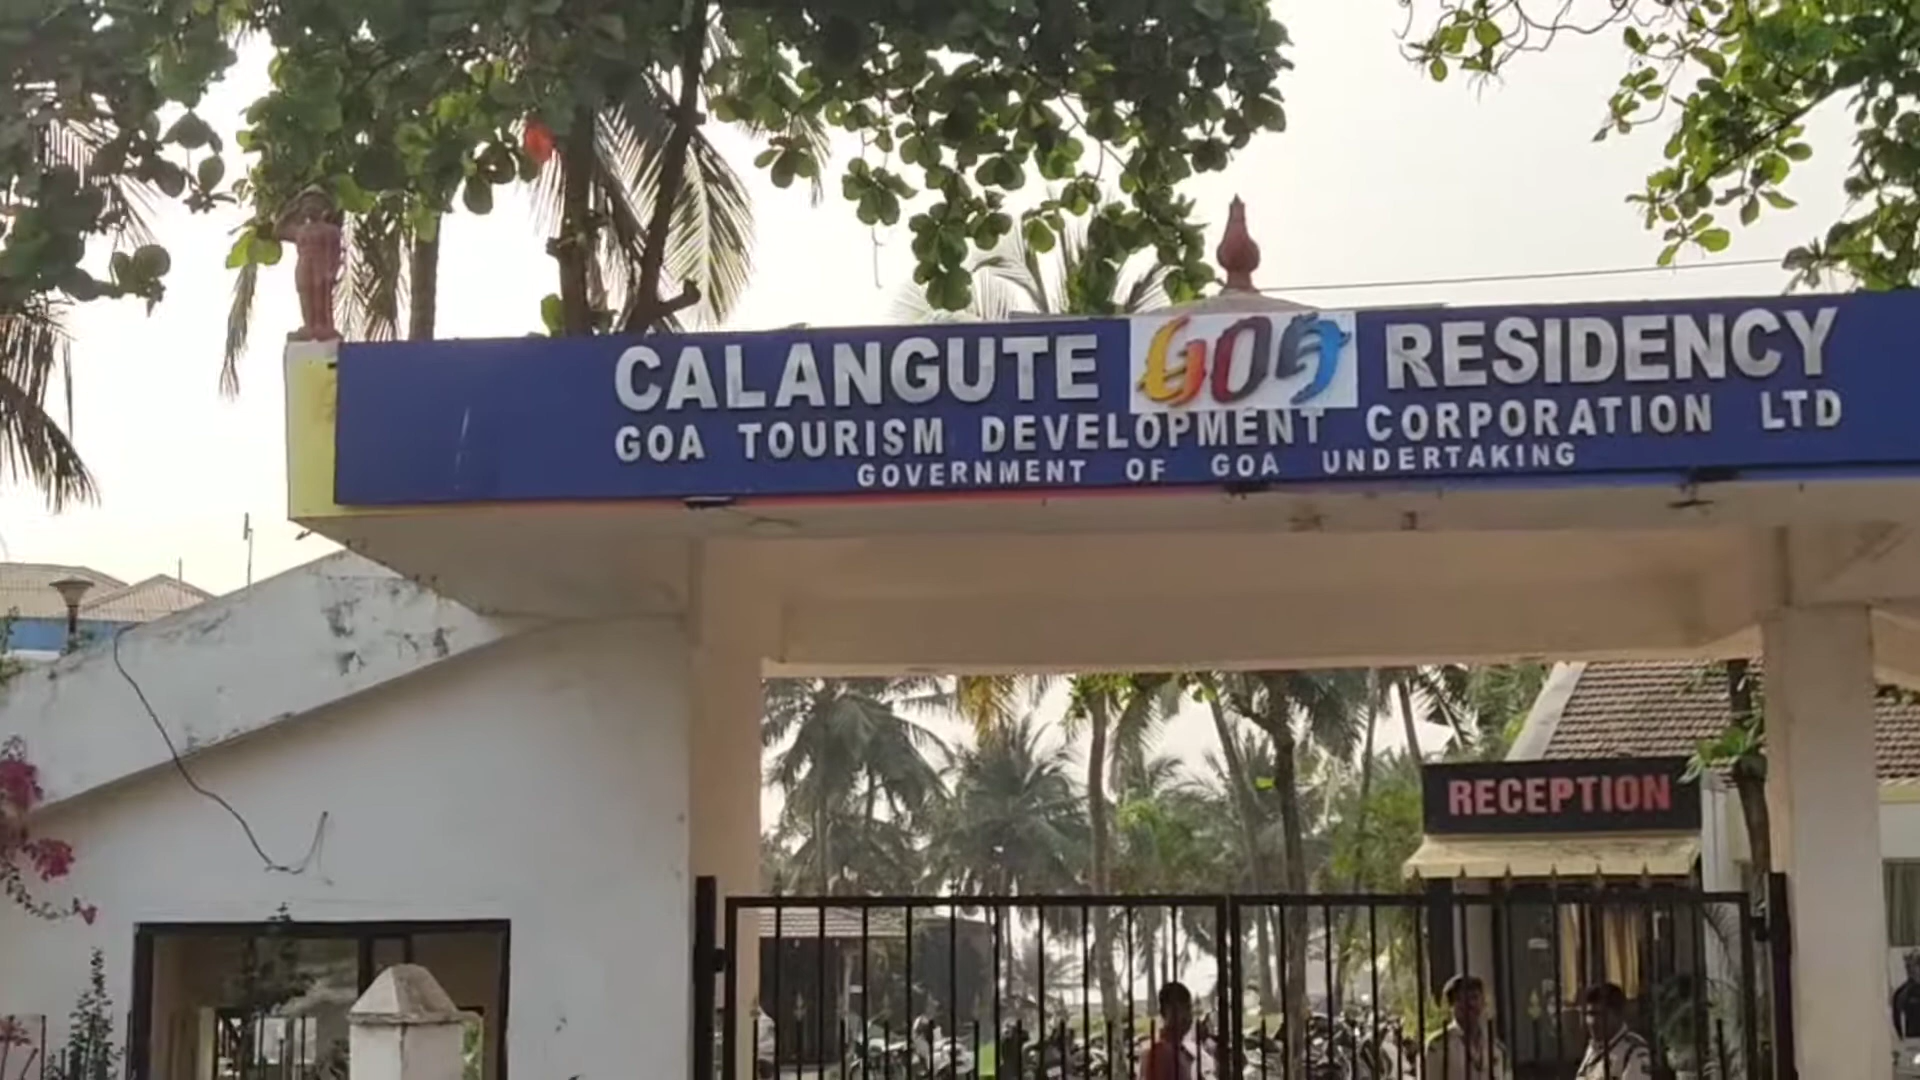 CALANGUTE GOA RESIDENCY
GOA TOURISM DEVELOPMENT CORPORATION LTD
GOVERNMENT OF GOA UNDERTAKING
RECEPTION